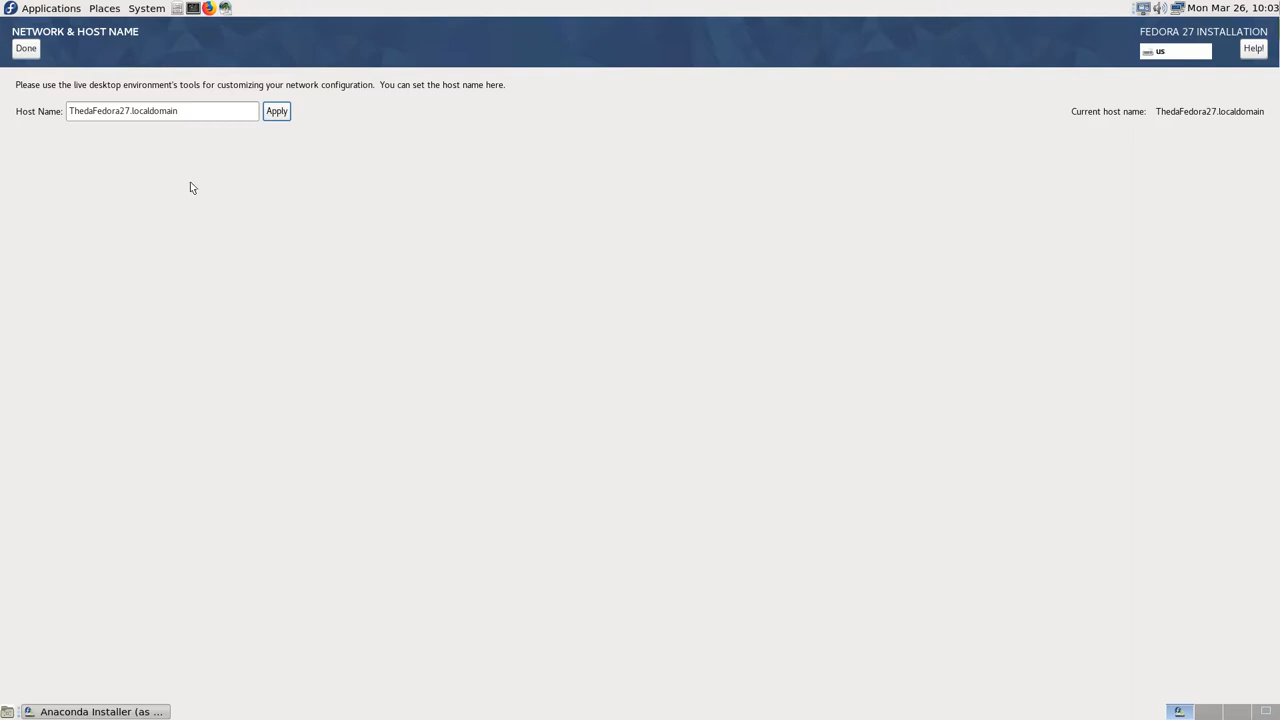 Applications Places System Mon Mar 26, 10:03
NETWORK & HOST NAME FEDORA 27 INSTALLATION
Done us Help!
Please use the live desktop environment's tools for customizing your network configuration. You can set the host name here.
Host Name: ThedaFedora27.localdomain Apply Current host name: ThedaFedora27.localdomain
Anaconda Installer (as ...